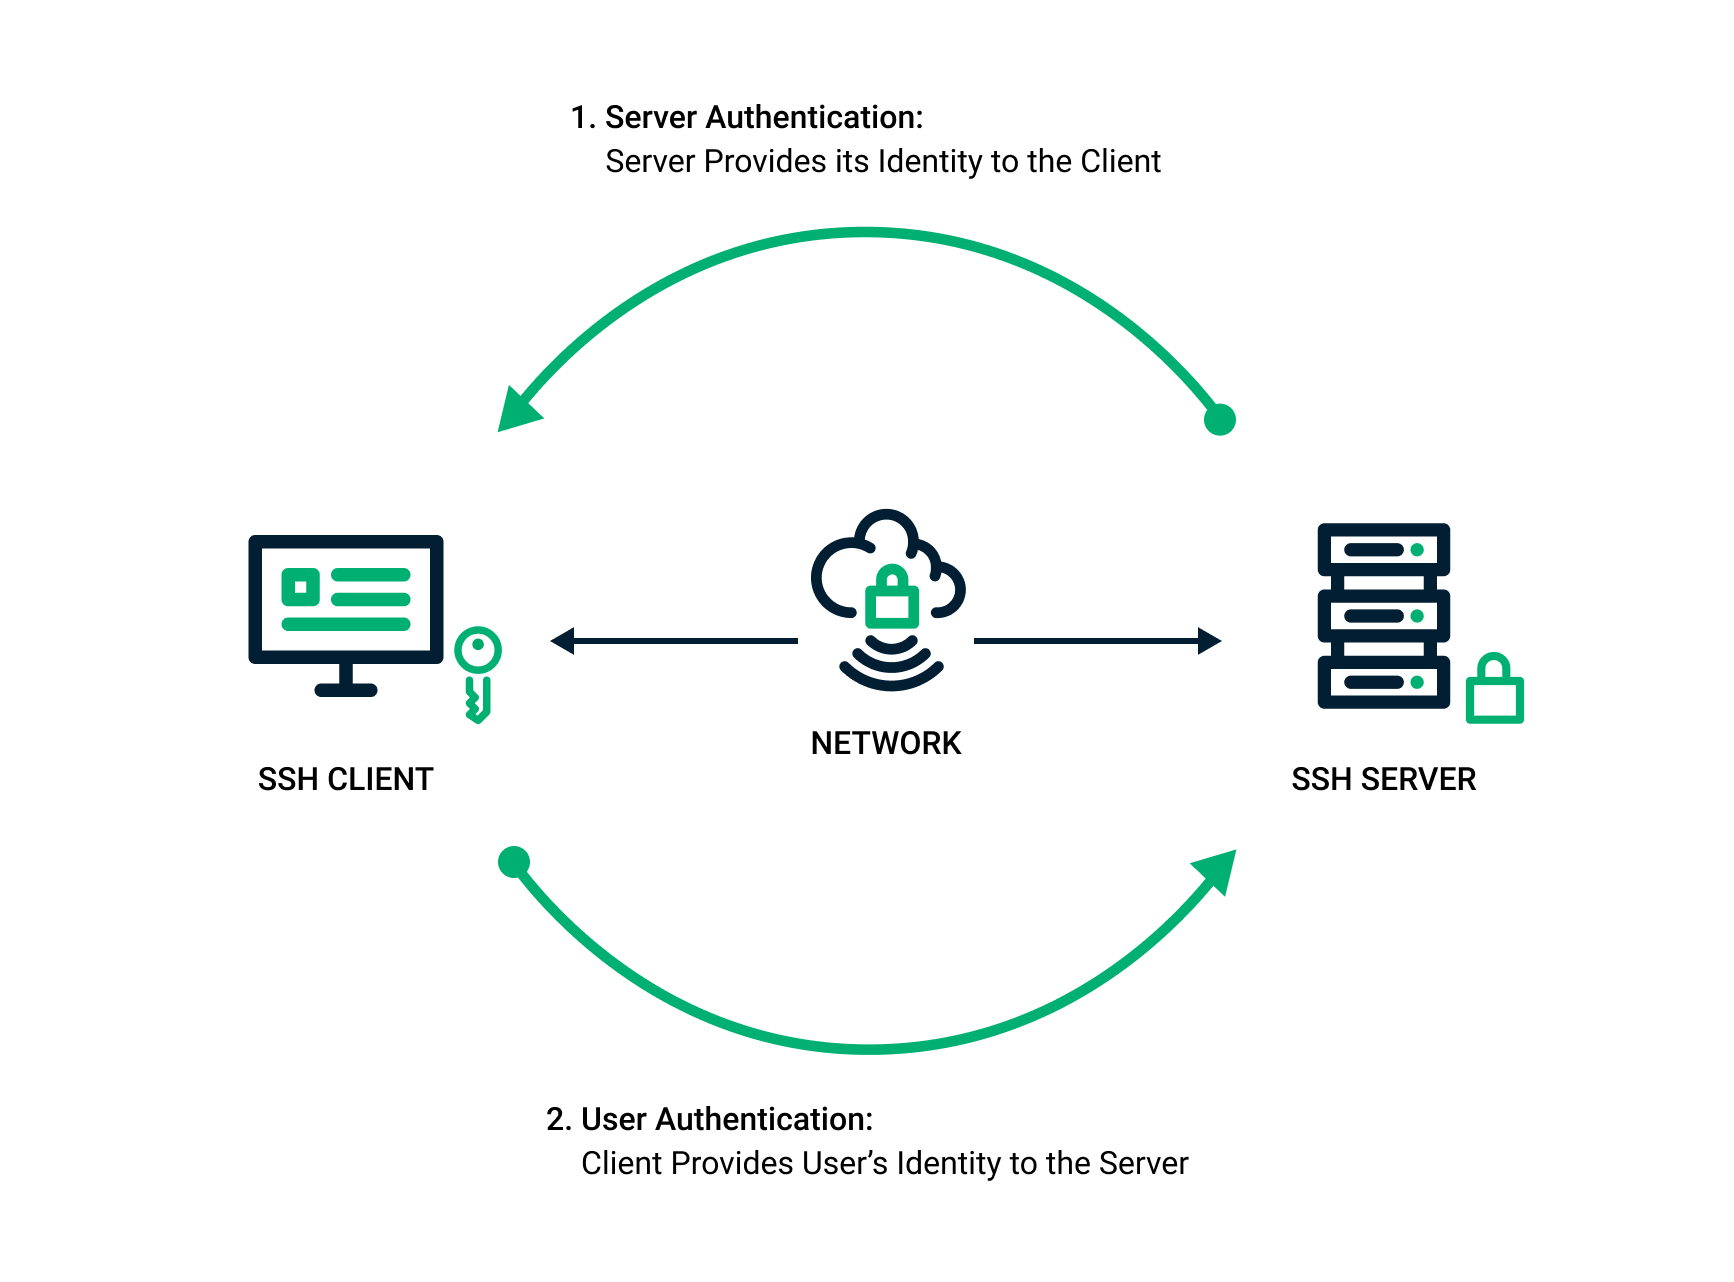 1. Server Authentication:
Server Provides its Identity to the Client
NETWORK
SSH CLIENT
SSH SERVER
2. User Authentication:
Client Provides User’s Identity to the Server